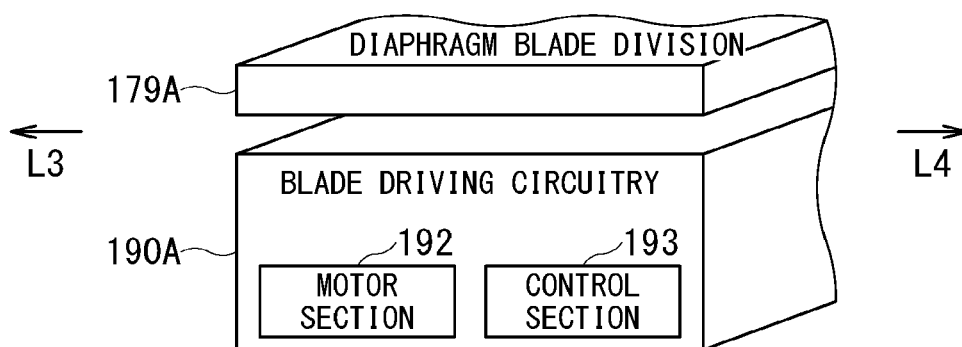 DIAPHRAGM BLADE DIVISION
179A
L3
L4
BLADE DRIVING CIRCUITRY
190A
192
193
MOTOR
SECTION
CONTROL
SECTION